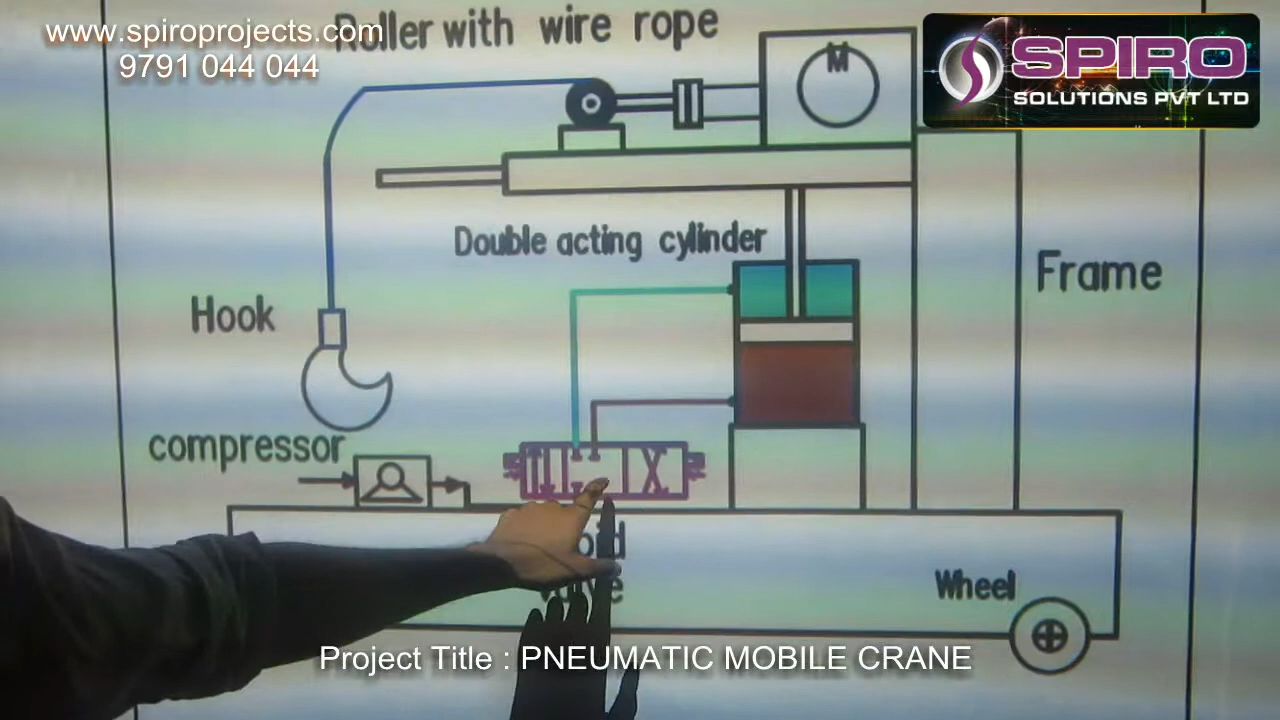 www.spiroprojects.com
9791 044 044
Roller with wire rope
M
SPIRO
SOLUTIONS PVT LTD
Double acting cylinder
Frame
Hook
compressor
Wheel
Project Title : PNEUMATIC MOBILE CRANE